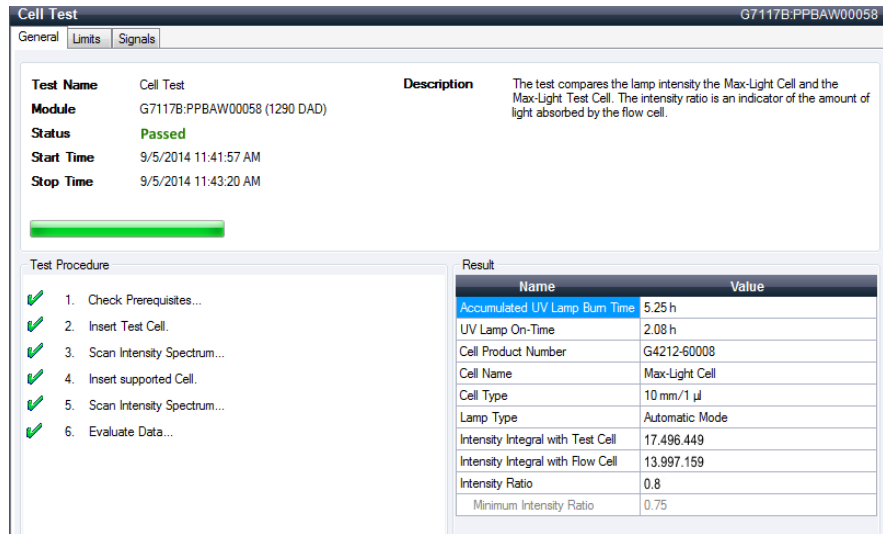 Cell Test G7117B:PPBAW00058
General Limits Signals
Test Name Cell Test
Module G7117B:PPBAW00058 (1290 DAD)
Status Passed
Start Time 9/5/2014 11:41:57 AM
Stop Time 9/5/2014 11:43:20 AM
Description The test compares the lamp intensity the Max-Light Cell and the
Max-Light Test Cell. The intensity ratio is an indicator of the amount of
light absorbed by the flow cell.
Test Procedure
1. Check Prerequisites...
2. Insert Test Cell.
3. Scan Intensity Spectrum...
4. Insert supported Cell.
5. Scan Intensity Spectrum...
6. Evaluate Data...
Result
Name Value
Accumulated UV Lamp Burn Time 5.25 h
UV Lamp On-Time 2.08 h
Cell Product Number G4212-60008
Cell Name Max-Light Cell
Cell Type 10 mm/1 µl
Lamp Type Automatic Mode
Intensity Integral with Test Cell 17.496.449
Intensity Integral with Flow Cell 13.997.159
Intensity Ratio 0.8
Minimum Intensity Ratio 0.75